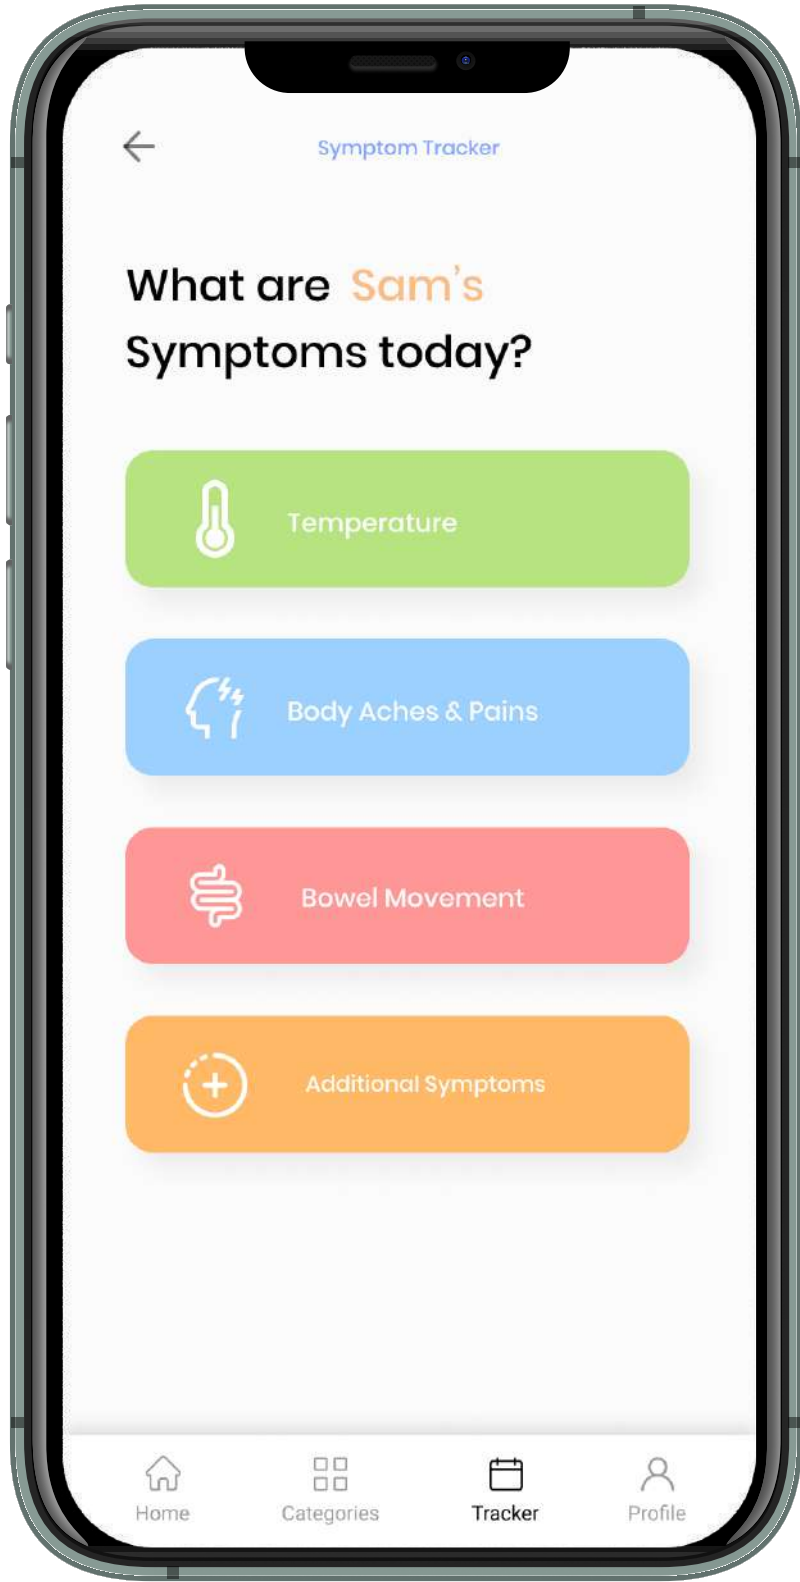 Symptom Tracker
What are Sam's
Symptoms today?
Temperature
Body Aches & Pains
Bowel Movement
Additional Symptoms
Home Categories Tracker Profile